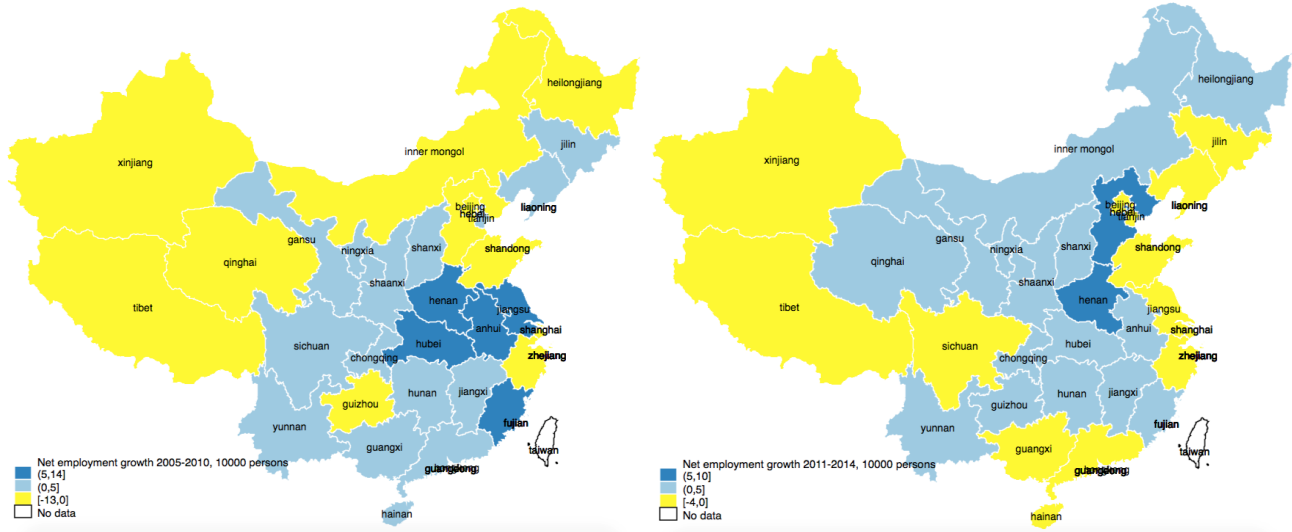 heilongjiang
jilin
inner mongol
xinjiang
beijng
hebei
tianjin
liaoning
gansu
ningxia
shanxi
shandong
qinghai
shaanxi
tibet
henan
jiangsu
anhui
shanghai
sichuan
hubei
chongqing
zhejiang
hunan
jiangxi
guizhou
yunnan
fujian
guangxi
taiwan
hainan
Net employment growth 2005-2010, 10000 persons
(5,14]
(0,5]
[-13,0]
No data
heilongjiang
jilin
inner mongol
xinjiang
beijng
hebei
tianjin
liaoning
gansu
ningxia
shanxi
shandong
qinghai
shaanxi
tibet
henan
jiangsu
anhui
shanghai
sichuan
hubei
chongqing
zhejiang
hunan
jiangxi
guizhou
yunnan
fujian
guangxi
taiwan
hainan
Net employment growth 2011-2014, 10000 persons
(5,10]
(0,5]
[-4,0]
No data